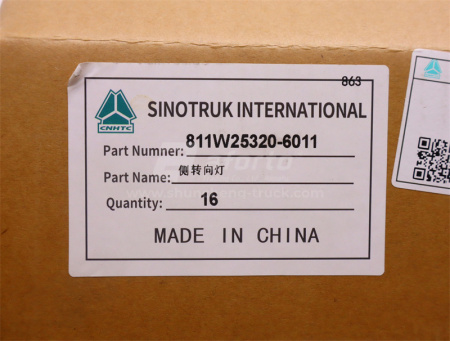 863
SINOTRUK INTERNATIONAL
CNHTC
Part Numner: 811W25320-6011
Part Name: 侧转向灯
Quantity: 16
MADE IN CHINA